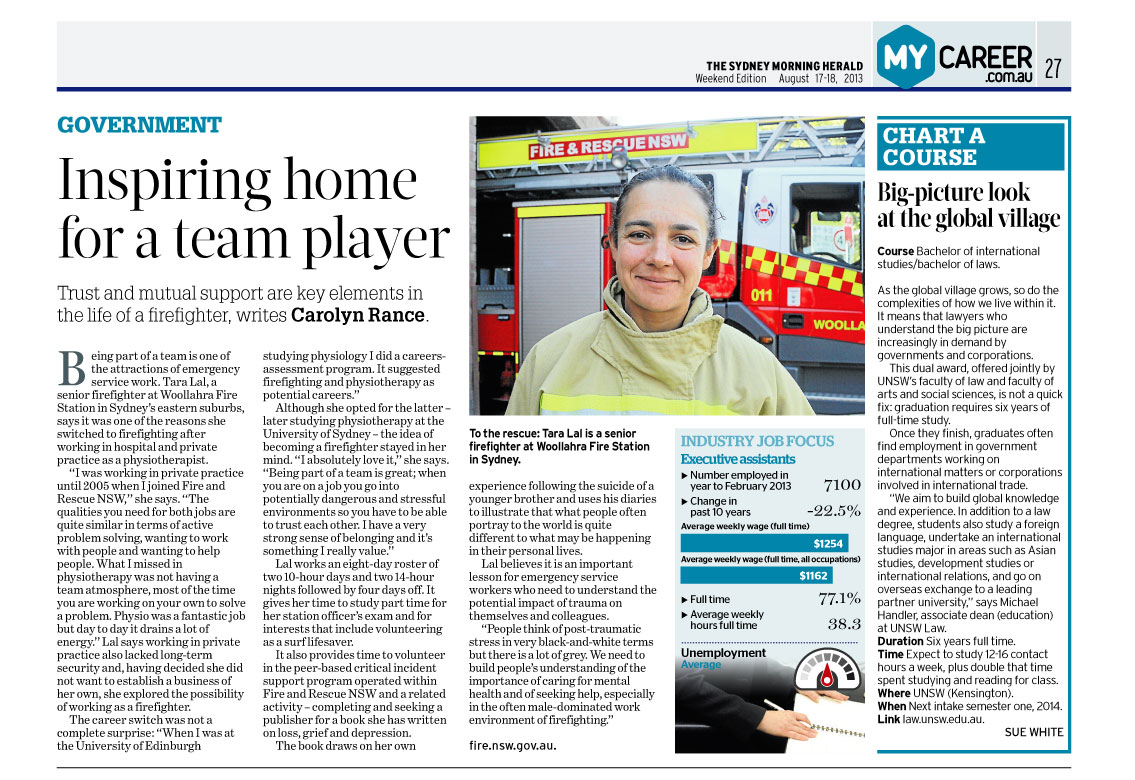 THE SYDNEY MORNING HERALD
Weekend Edition August 17-18, 2013
MY CAREER
.com.au
27
GOVERNMENT
Inspiring home
for a team player
Trust and mutual support are key elements in
the life of a firefighter, writes Carolyn Rance.
Being part of a team is one of
the attractions of emergency
service work. Tara Lal, a
senior firefighter at Woollahra Fire
Station in Sydney’s eastern suburbs,
says it was one of the reasons she
switched to firefighting after
working in hospital and private
practice as a physiotherapist.
“I was working in private practice
until 2005 when I joined Fire and
Rescue NSW,” she says. “The
qualities you need for both jobs are
quite similar in terms of active
problem solving, wanting to work
with people and wanting to help
people. What I missed in
physiotherapy was not having a
team atmosphere, most of the time
you are working on your own to solve
a problem. Physio was a fantastic job
but day to day it drains a lot of
energy.” Lal says working in private
practice also lacked long-term
security and, having decided she did
not want to establish a business of
her own, she explored the possibility
of working as a firefighter.
The career switch was not a
complete surprise: “When I was at
the University of Edinburgh
studying physiology I did a careers-
assessment program. It suggested
firefighting and physiotherapy as
potential careers.”
Although she opted for the latter –
later studying physiotherapy at the
University of Sydney – the idea of
becoming a firefighter stayed in her
mind. “I absolutely love it,” she says.
“Being part of a team is great; when
you are on a job you go into
potentially dangerous and stressful
environments so you have to be able
to trust each other. I have a very
strong sense of belonging and it’s
something I really value.”
Lal works an eight-day roster of
two 10-hour days and two 14-hour
nights followed by four days off. It
gives her time to study part time for
her station officer’s exam and for
interests that include volunteering
as a surf lifesaver.
It also provides time to volunteer
in the peer-based critical incident
support program operated within
Fire and Rescue NSW and a related
activity – completing and seeking a
publisher for a book she has written
on loss, grief and depression.
The book draws on her own
FIRE & RESCUE NSW
011
WOOLLA
To the rescue: Tara Lal is a senior
firefighter at Woollahra Fire Station
in Sydney.
experience following the suicide of a
younger brother and uses his diaries
to illustrate that what people often
portray to the world is quite
different to what may be happening
in their personal lives.
Lal believes it is an important
lesson for emergency service
workers who need to understand the
potential impact of trauma on
themselves and colleagues.
“People think of post-traumatic
stress in very black-and-white terms
but there is a lot of grey. We need to
build people’s understanding of the
importance of caring for mental
health and of seeking help, especially
in the often male-dominated work
environment of firefighting.”
fire.nsw.gov.au.
INDUSTRY JOB FOCUS
Executive assistants
Number employed in
year to February 2013 7100
Change in
past 10 years -22.5%
Average weekly wage (full time)
$1254
Average weekly wage (full time, all occupations)
$1162
Full time 77.1%
Average weekly
hours full time 38.3
Unemployment
Average
CHART A
COURSE
Big-picture look
at the global village
Course Bachelor of international
studies/bachelor of laws.
As the global village grows, so do the
complexities of how we live within it.
It means that lawyers who
understand the big picture are
increasingly in demand by
governments and corporations.
This dual award, offered jointly by
UNSW’s faculty of law and faculty of
arts and social sciences, is not a quick
fix: graduation requires six years of
full-time study.
Once they finish, graduates often
find employment in government
departments working on
international matters or corporations
involved in international trade.
“We aim to build global knowledge
and experience. In addition to a law
degree, students also study a foreign
language, undertake an international
studies major in areas such as Asian
studies, development studies or
international relations, and go on
overseas exchange to a leading
partner university,” says Michael
Handler, associate dean (education)
at UNSW Law.
Duration Six years full time.
Time Expect to study 12-16 contact
hours a week, plus double that time
spent studying and reading for class.
Where UNSW (Kensington).
When Next intake semester one, 2014.
Link law.unsw.edu.au.
SUE WHITE